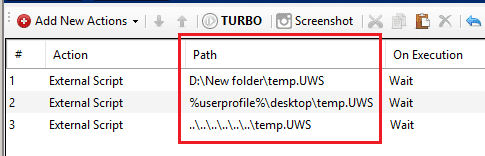 Add New Actions TURBO Screenshot
# Action Path On Execution
1 External Script D:\New folder\temp.UWS Wait
2 External Script %userprofile%\desktop\temp.UWS Wait
3 External Script ..\..\..\..\..\..\temp.UWS Wait